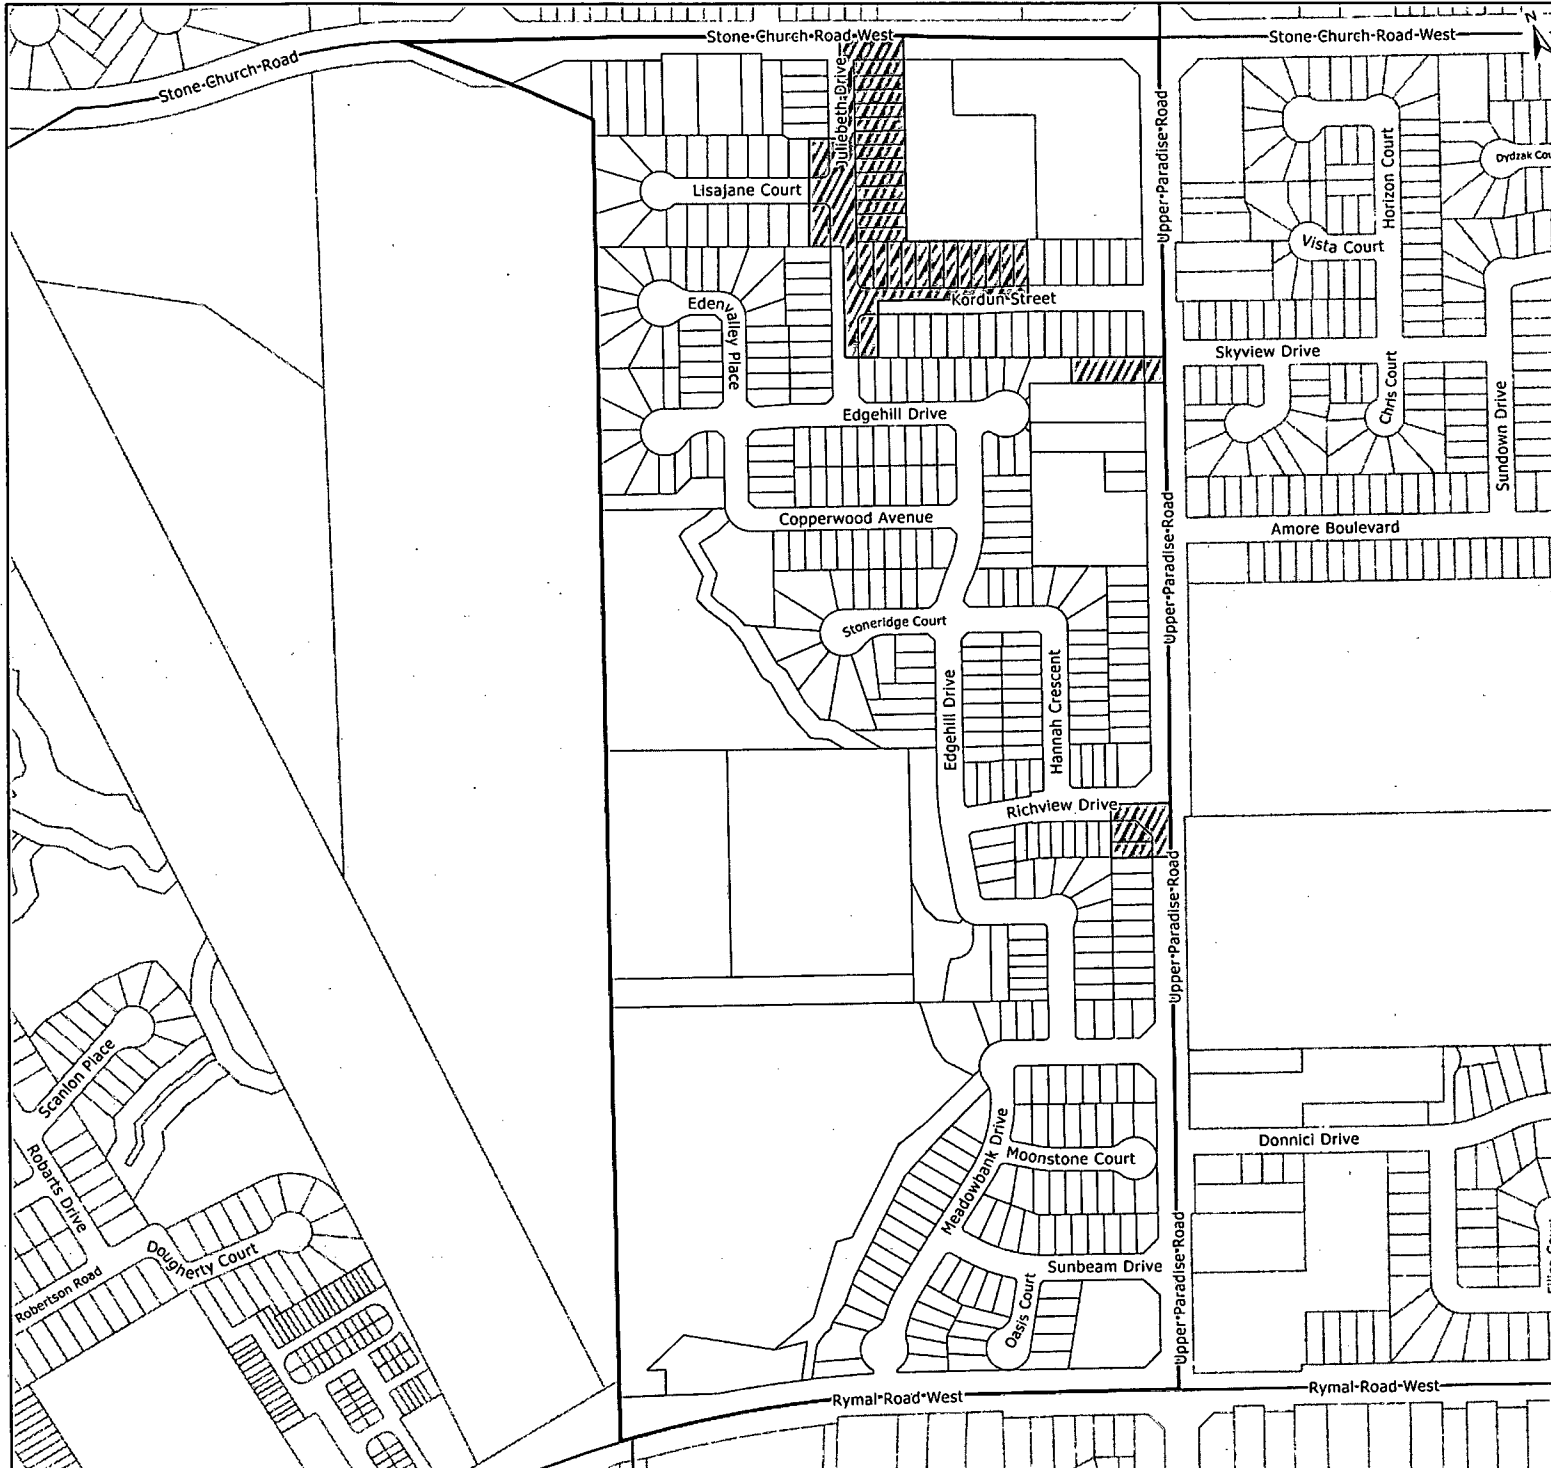 N
Stone-Church-Road-West
Stone-Church-Road-West
Stone-Church-Road
Juliebeth-Drive
Upper-Paradise-Road
Horizon Court
Dydzak Cou
Lisajane Court
Vista Court
Edenvalley Place
Kordun-Street
Skyview Drive
Chris Court
Sundown Drive
Edgehill Drive
Upper-Paradise-Road
Copperwood Avenue
Amore Boulevard
Stoneridge Court
Edgehill Drive
Hannah Crescent
Richview Drive
Upper-Paradise-Road
Scanlon Place
Robarts Drive
Meadowbank Drive
Moonstone Court
Donnici Drive
Dougherty Court
Robertson Road
Sunbeam Drive
Oasis Court
Upper-Paradise-Road
Rymal-Road-West
Rymal-Road-West